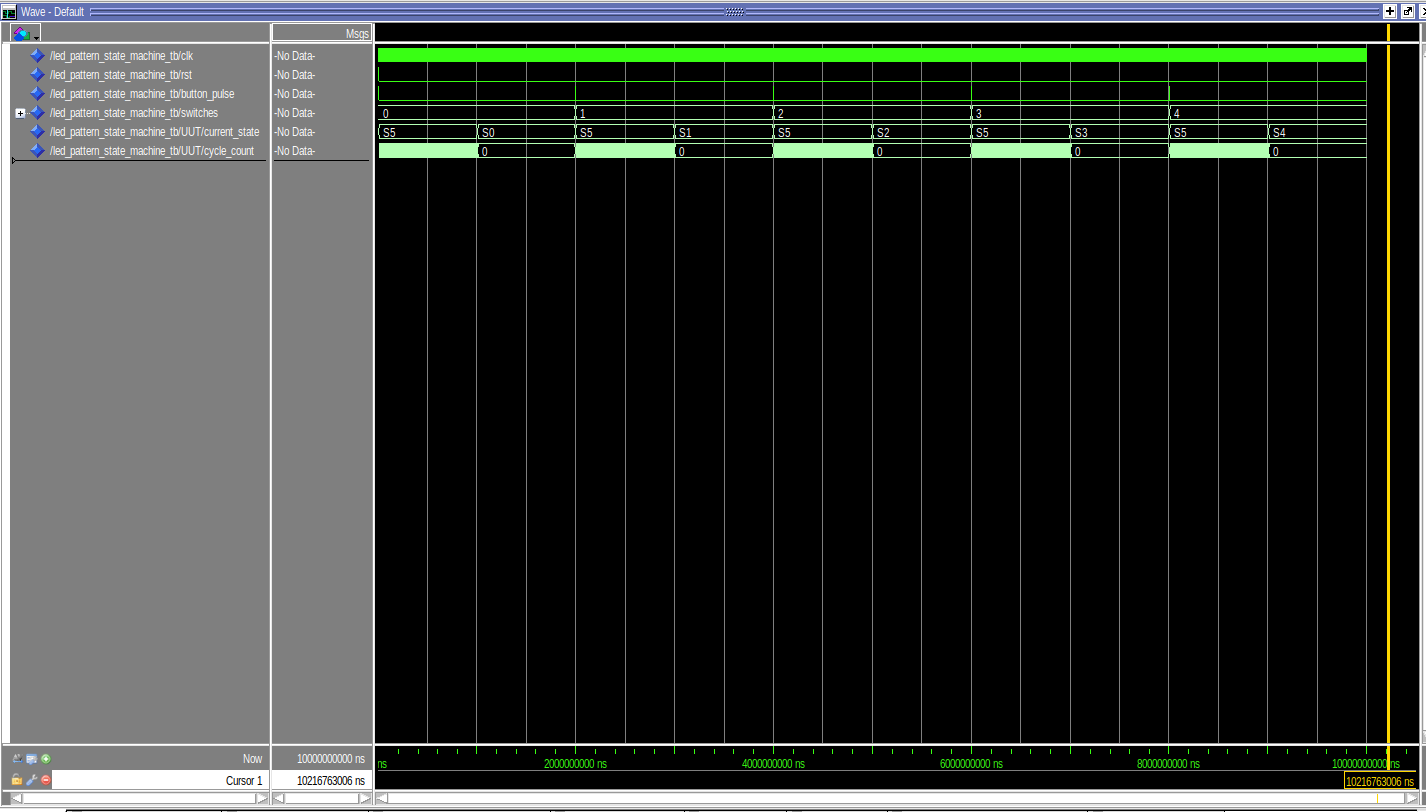 Wave - Default
Msgs
/led_pattern_state_machine_tb/clk -No Data-
/led_pattern_state_machine_tb/rst -No Data-
/led_pattern_state_machine_tb/button_pulse -No Data-
/led_pattern_state_machine_tb/switches -No Data- 0 1 2 3 4
/led_pattern_state_machine_tb/UUT/current_state -No Data- S5 S0 S5 S1 S5 S2 S5 S3 S5 S4
/led_pattern_state_machine_tb/UUT/cycle_count -No Data- 0 0 0 0 0
Now 10000000000 ns ns 2000000000 ns 4000000000 ns 6000000000 ns 8000000000 ns 10000000000 ns
Cursor 1 10216763006 ns 10216763006 ns